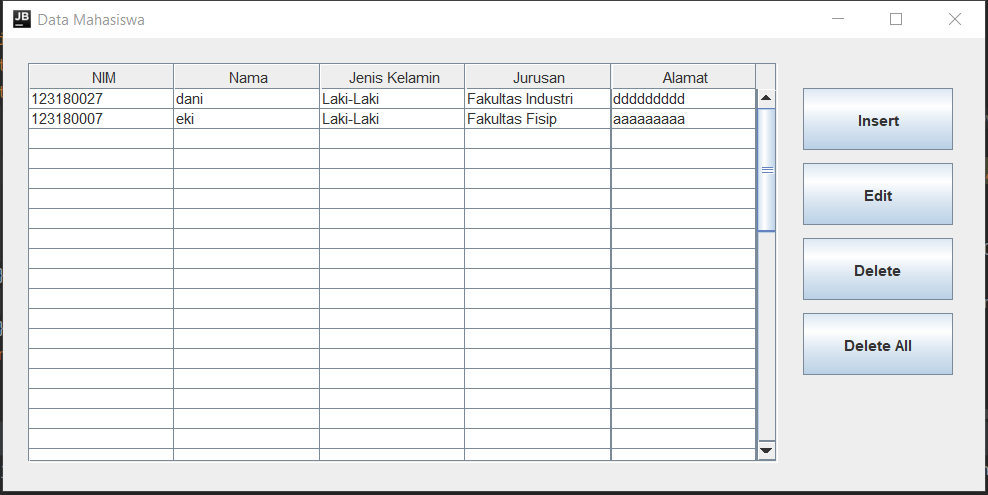 JB Data Mahasiswa
NIM Nama Jenis Kelamin Jurusan Alamat
123180027 dani Laki-Laki Fakultas Industri ddddddddd
123180007 eki Laki-Laki Fakultas Fisip aaaaaaaaa
Insert
Edit
Delete
Delete All